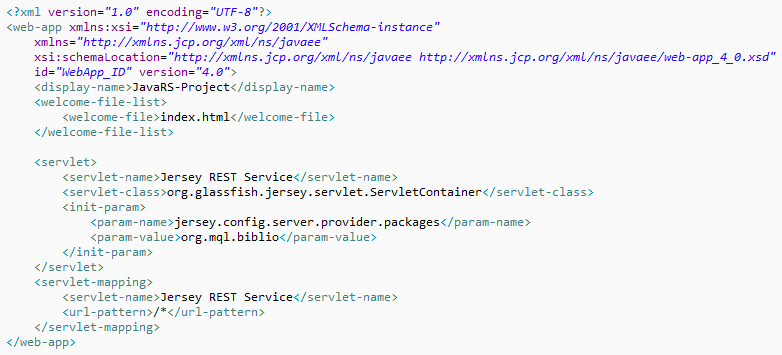 <?xml version="1.0" encoding="UTF-8"?>
<web-app xmlns:xsi="http://www.w3.org/2001/XMLSchema-instance"
    xmlns="http://xmlns.jcp.org/xml/ns/javaee"
    xsi:schemaLocation="http://xmlns.jcp.org/xml/ns/javaee http://xmlns.jcp.org/xml/ns/javaee/web-app_4_0.xsd"
    id="WebApp_ID" version="4.0">
    <display-name>JavaRS-Project</display-name>
    <welcome-file-list>
        <welcome-file>index.html</welcome-file>
    </welcome-file-list>

    <servlet>
        <servlet-name>Jersey REST Service</servlet-name>
        <servlet-class>org.glassfish.jersey.servlet.ServletContainer</servlet-class>
        <init-param>
            <param-name>jersey.config.server.provider.packages</param-name>
            <param-value>org.mql.biblio</param-value>
        </init-param>
    </servlet>
    <servlet-mapping>
        <servlet-name>Jersey REST Service</servlet-name>
        <url-pattern>/*</url-pattern>
    </servlet-mapping>
</web-app>